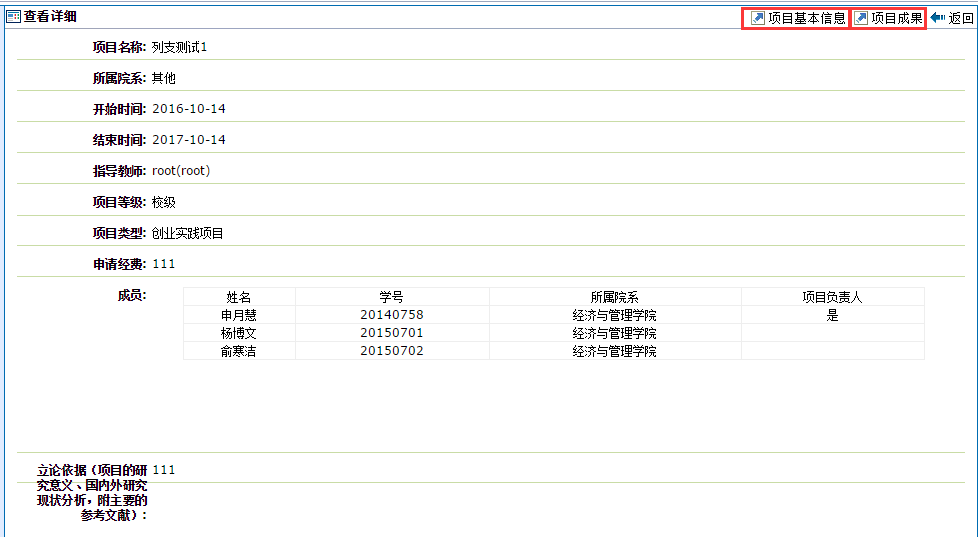 查看详细 项目基本信息 项目成果 返回
项目名称: 列支测试1
所属院系: 其他
开始时间: 2016-10-14
结束时间: 2017-10-14
指导教师: root(root)
项目等级: 校级
项目类型: 创业实践项目
申请经费: 111
成员:
姓名 学号 所属院系 项目负责人
申月慧 20140758 经济与管理学院 是
杨博文 20150701 经济与管理学院
俞寒洁 20150702 经济与管理学院
立论依据（项目的研 111
究意义、国内外研究
现状分析，附主要的
参考文献）: